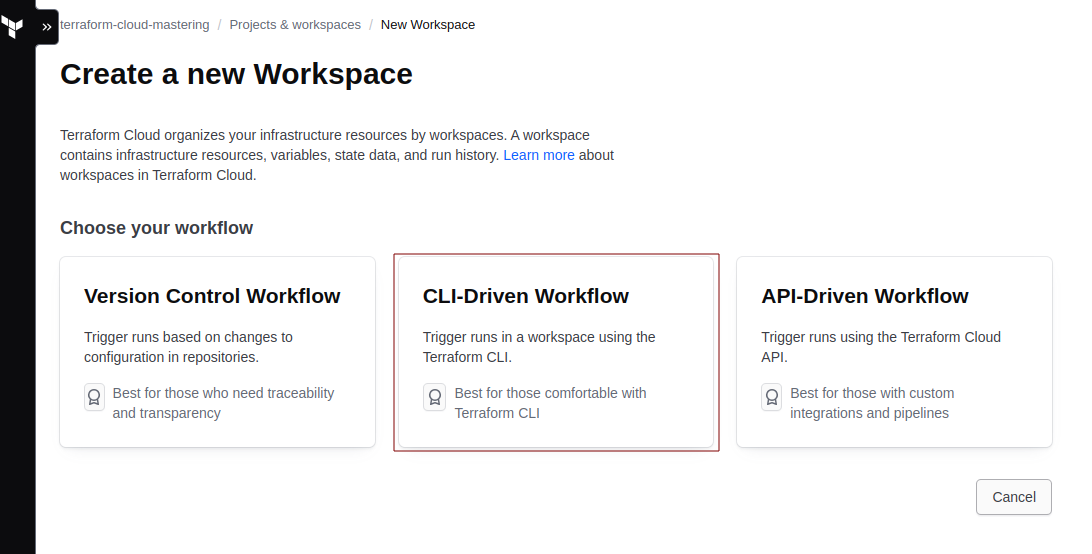 terraform-cloud-mastering / Projects & workspaces / New Workspace
Create a new Workspace
Terraform Cloud organizes your infrastructure resources by workspaces. A workspace
contains infrastructure resources, variables, state data, and run history. Learn more about
workspaces in Terraform Cloud.
Choose your workflow
Version Control Workflow
Trigger runs based on changes to
configuration in repositories.
Best for those who need traceability
and transparency
CLI-Driven Workflow
Trigger runs in a workspace using the
Terraform CLI.
Best for those comfortable with
Terraform CLI
API-Driven Workflow
Trigger runs using the Terraform Cloud
API.
Best for those with custom
integrations and pipelines
Cancel